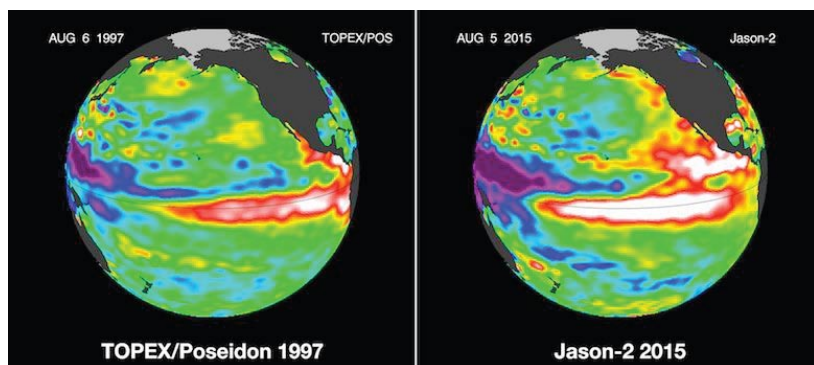 AUG 6 1997
TOPEX/POS
TOPEX/Poseidon 1997
AUG 5 2015
Jason-2
Jason-2 2015